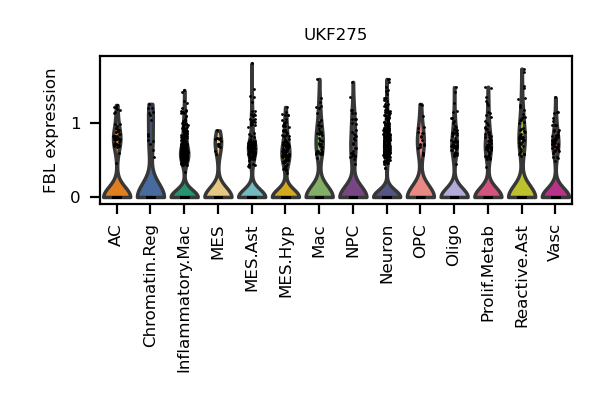 UKF275
FBL expression
1
0
AC
Chromatin.Reg
Inflammatory.Mac
MES
MES.Ast
MES.Hyp
Mac
NPC
Neuron
OPC
Oligo
Prolif.Metab
Reactive.Ast
Vasc